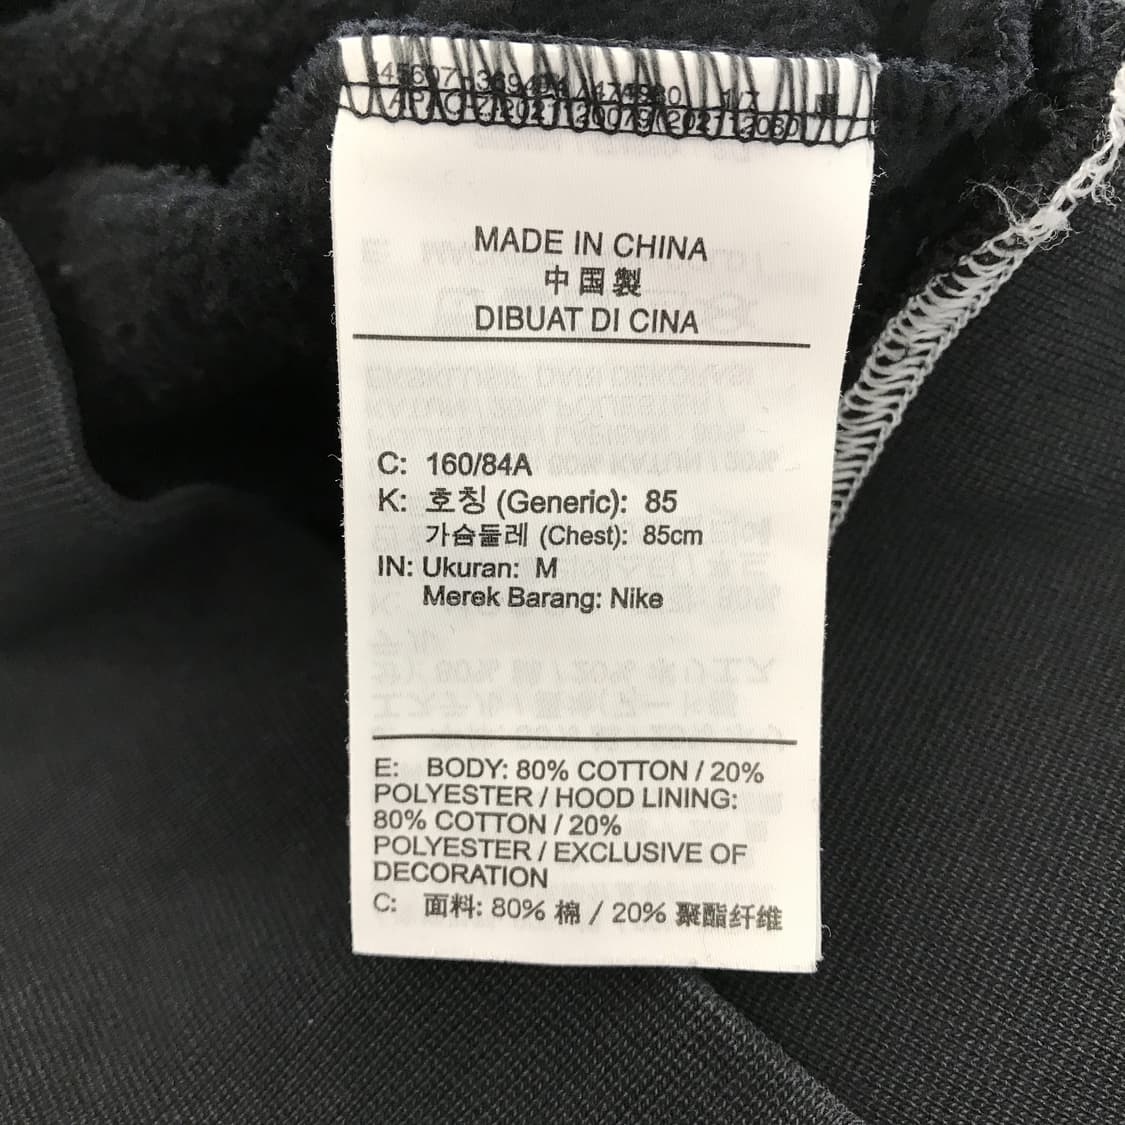 MADE IN CHINA
中国製
DIBUAT DI CINA
C: 160/84A
K: 호칭 (Generic): 85
가슴둘레 (Chest): 85cm
IN: Ukuran: M
Merek Barang: Nike
E: BODY: 80% COTTON / 20%
POLYESTER / HOOD LINING:
80% COTTON / 20%
POLYESTER / EXCLUSIVE OF
DECORATION
C: 面料: 80% 棉 / 20% 聚酯纤维